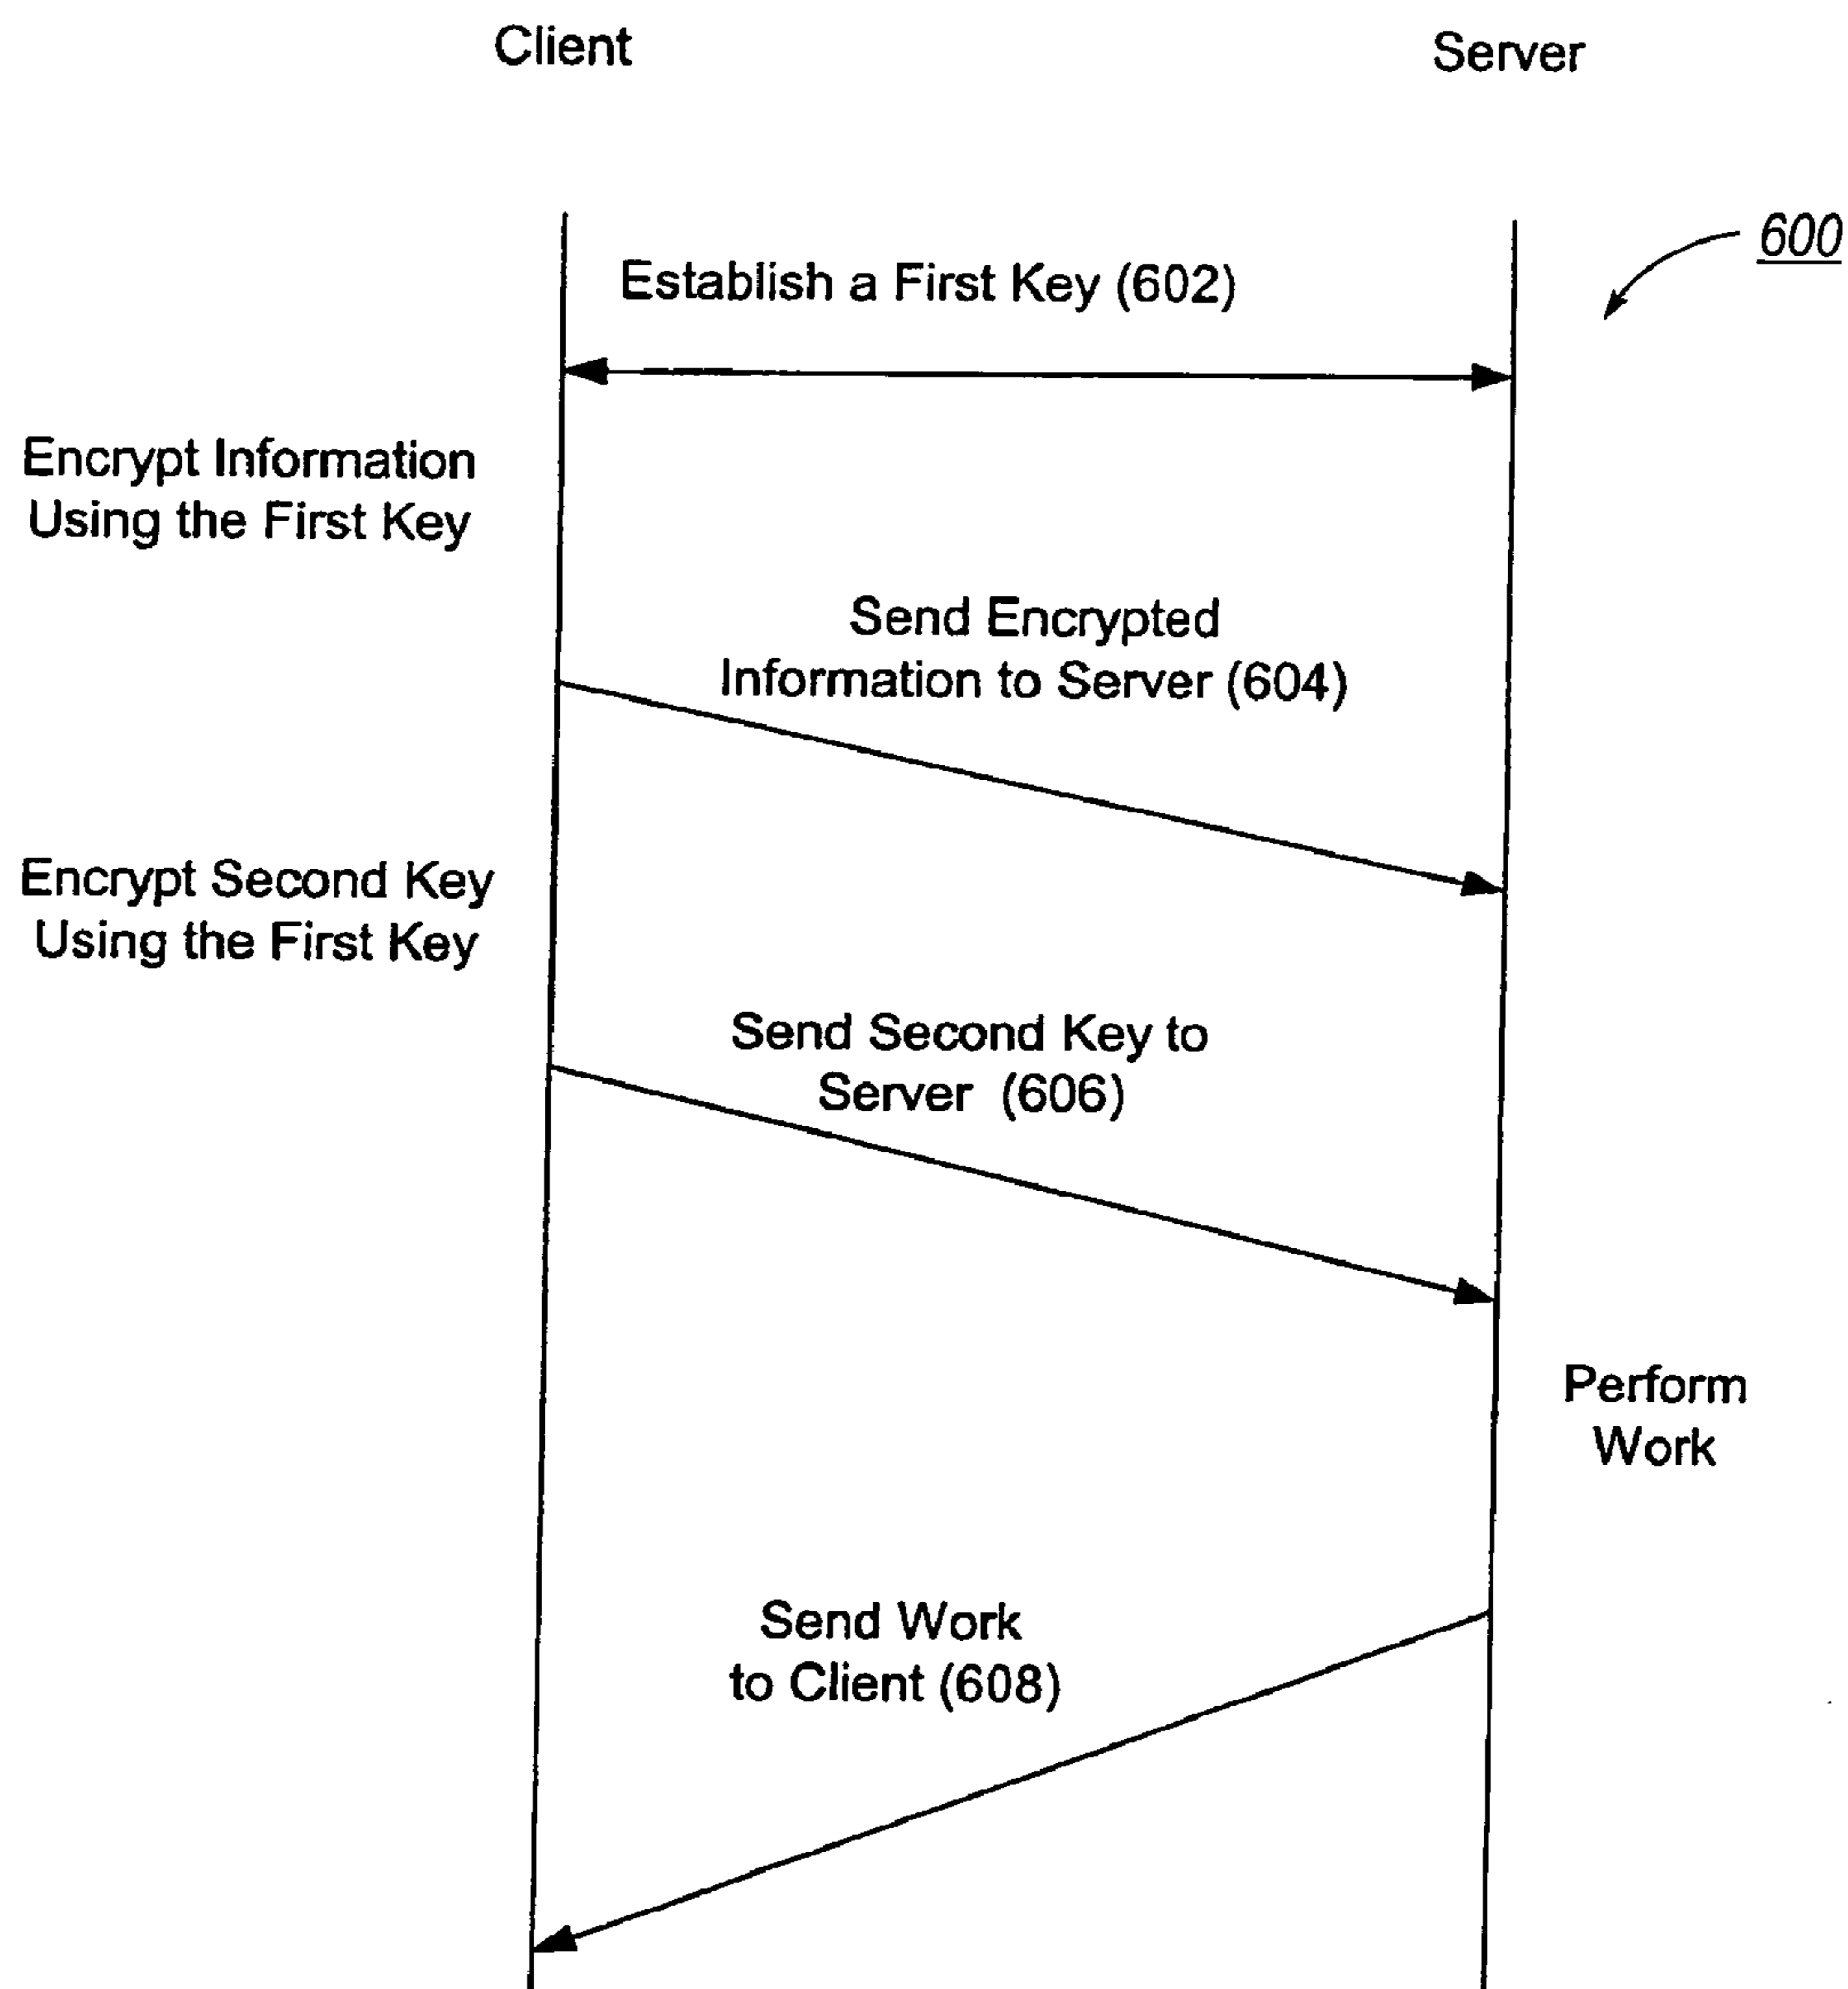 Client
Server
600
Establish a First Key (602)
Encrypt Information
Using the First Key
Send Encrypted
Information to Server (604)
Encrypt Second Key
Using the First Key
Send Second Key to
Server (606)
Perform
Work
Send Work
to Client (608)